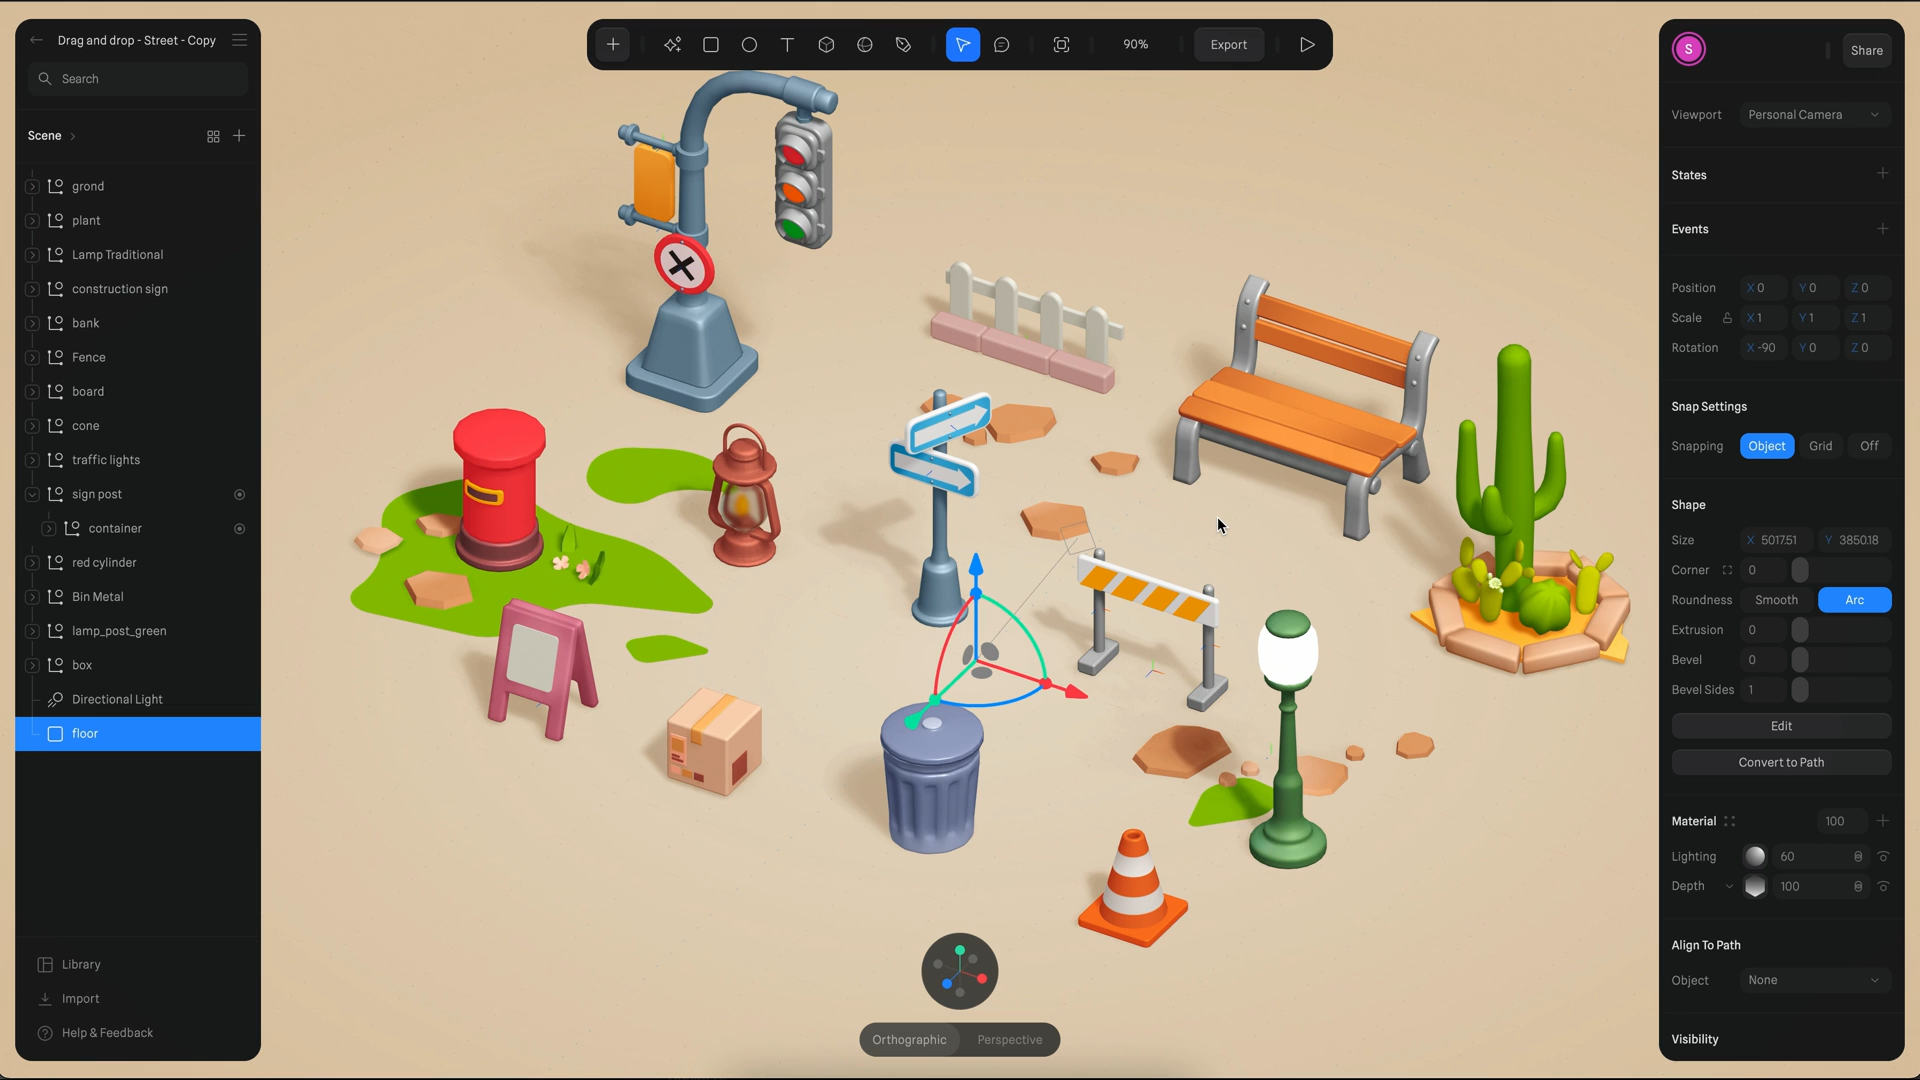 Drag and drop - Street - Copy
Search
Scene
grond
plant
Lamp Traditional
construction sign
bank
Fence
board
cone
traffic lights
sign post
container
red cylinder
Bin Metal
lamp_post_green
box
Directional Light
floor
Library
Import
Help & Feedback
T
90%
Export
Orthographic
Perspective
S
Share
Viewport
Personal Camera
States
Events
Position X 0 Y 0 Z 0
Scale X 1 Y 1 Z 1
Rotation X -90 Y 0 Z 0
Snap Settings
Snapping Object Grid Off
Shape
Size X 5017.51 Y 3850.18
Corner 0
Roundness Smooth Arc
Extrusion 0
Bevel 0
Bevel Sides 1
Edit
Convert to Path
Material 100
Lighting 60
Depth 100
Align To Path
Object None
Visibility